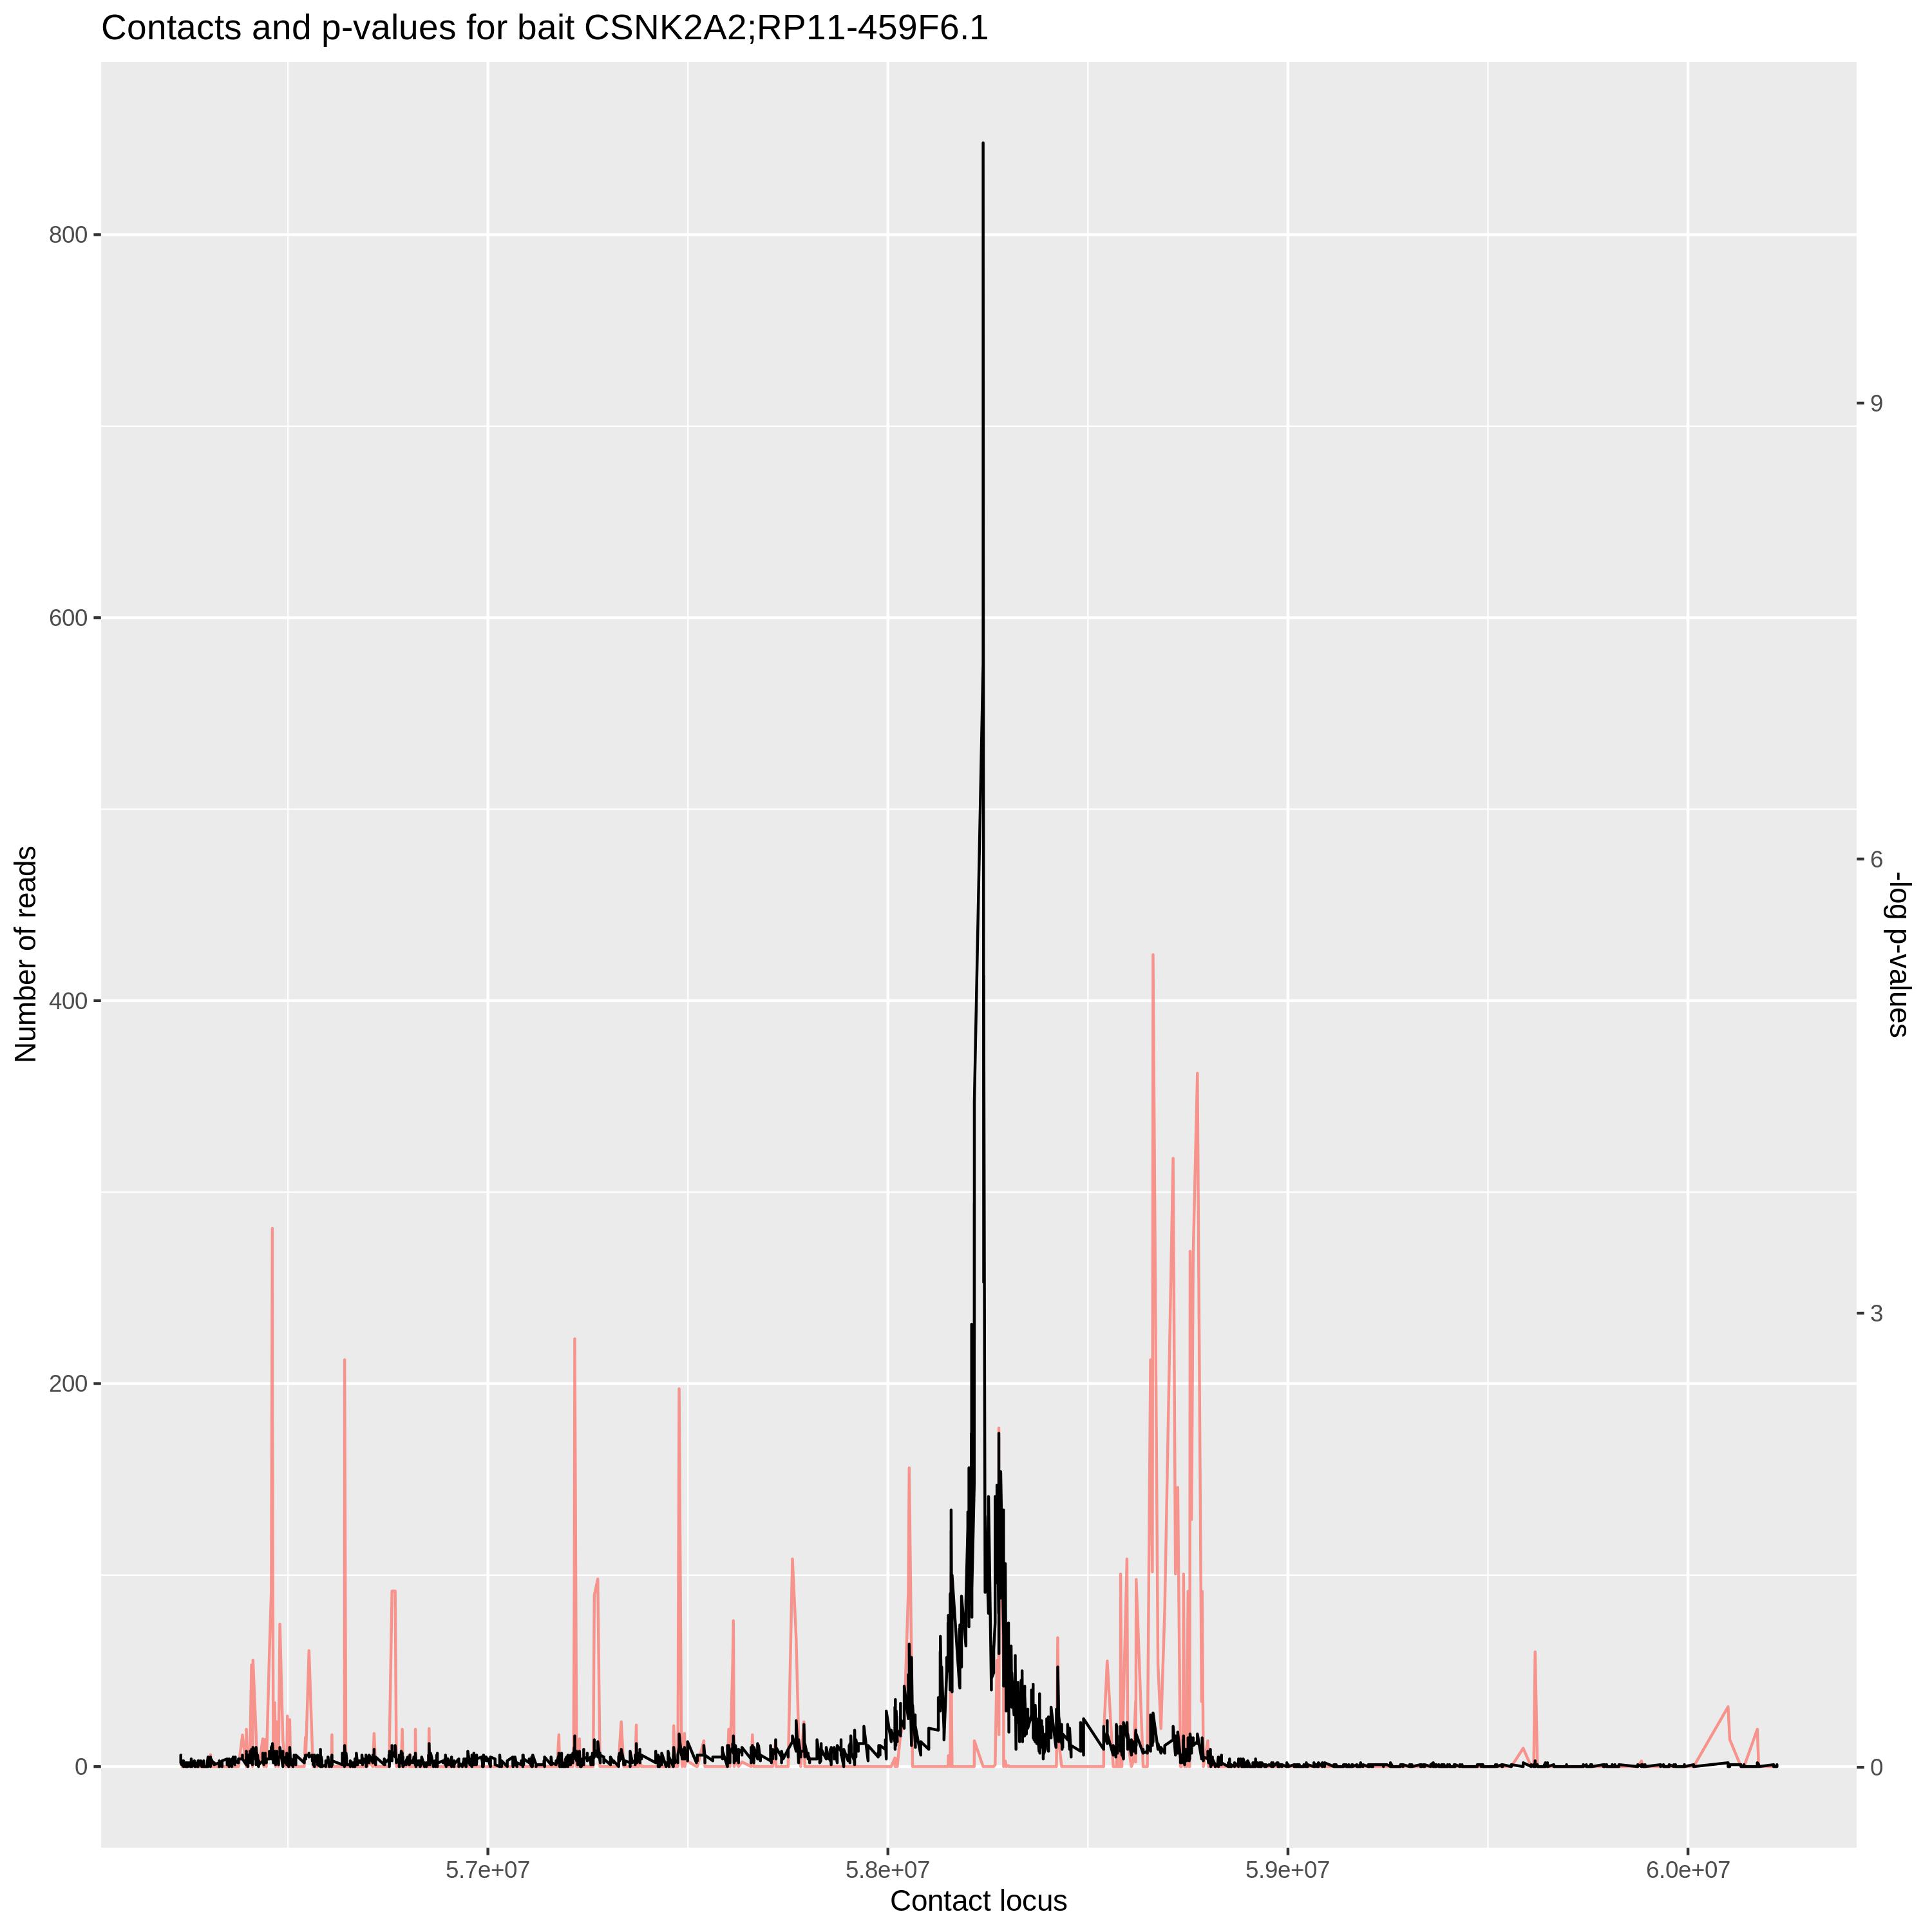 Contacts and p-values for bait CSNK2A2;RP11-459F6.1
800
600
400
200
0
Number of reads
9
6
3
0
-log p-values
5.7e+07
5.8e+07
5.9e+07
6.0e+07
Contact locus